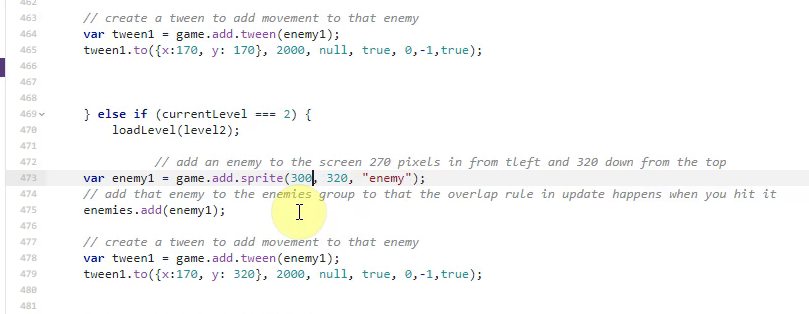 462
463 // create a tween to add movement to that enemy
464 var tween1 = game.add.tween(enemy1);
465 tween1.to({x:170, y: 170}, 2000, null, true, 0,-1,true);
466
467
468
469 } else if (currentLevel === 2) {
470 loadLevel(level2);
471
472 // add an enemy to the screen 270 pixels in from tleft and 320 down from the top
473 var enemy1 = game.add.sprite(300, 320, "enemy");
474 // add that enemy to the enemies group to that the overlap rule in update happens when you hit it
475 enemies.add(enemy1);
476
477 // create a tween to add movement to that enemy
478 var tween1 = game.add.tween(enemy1);
479 tween1.to({x:170, y: 320}, 2000, null, true, 0,-1,true);
480
481